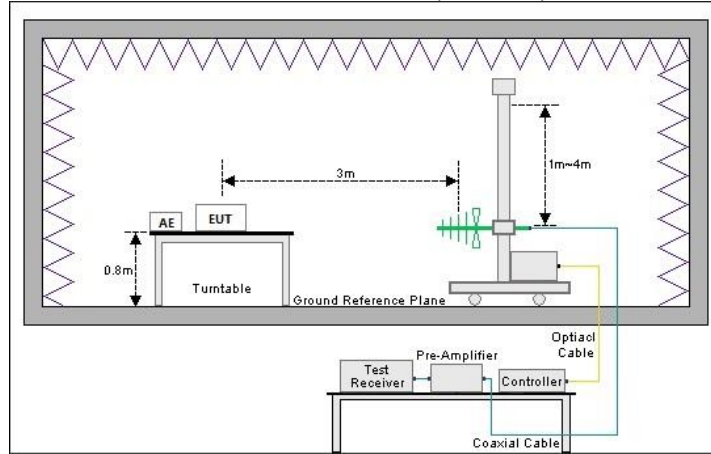 3m
1m~4m
AE
EUT
0.8m
Turntable
Ground Reference Plane
Optiacl
Cable
Pre-Amplifier
Test
Receiver
Controller
Coaxial Cable